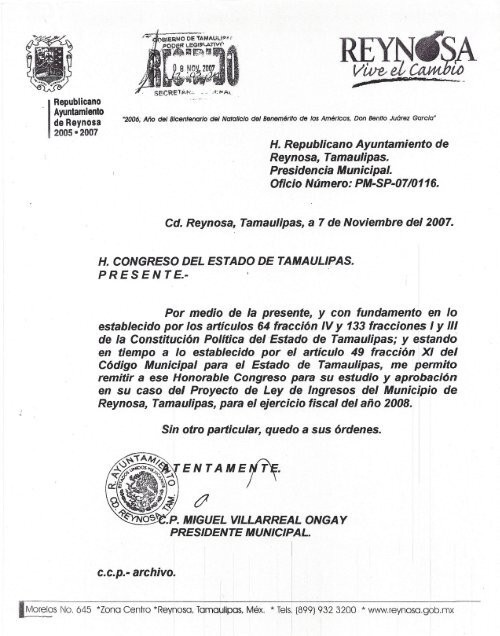 GOBIERNO DE TAMAULIPAS
PODER LEGISLATIVO
RECIBIDO
0 8 NOV. 2007
REYNOSA
Vive el Cambio
Republicano
Ayuntamiento
de Reynosa
2005 • 2007
"2006, Año del Bicentenario del Natalicio del Benemérito de las Américas, Don Benito Juárez García"
H. Republicano Ayuntamiento de
Reynosa, Tamaulipas.
Presidencia Municipal.
Oficio Número: PM-SP-07/0116.
Cd. Reynosa, Tamaulipas, a 7 de Noviembre del 2007.
H. CONGRESO DEL ESTADO DE TAMAULIPAS.
P R E S E N T E.-
Por medio de la presente, y con fundamento en lo
establecido por los artículos 64 fracción IV y 133 fracciones I y III
de la Constitución Política del Estado de Tamaulipas; y estando
en tiempo a lo establecido por el artículo 49 fracción XI del
Código Municipal para el Estado de Tamaulipas, me permito
remitir a ese Honorable Congreso para su estudio y aprobación
en su caso del Proyecto de Ley de Ingresos del Municipio de
Reynosa, Tamaulipas, para el ejercicio fiscal del año 2008.
Sin otro particular, quedo a sus órdenes.
A T E N T A M E N T E.
R. AYUNTAMIENTO
ESTADOS UNIDOS MEXICANOS
CD. REYNOSA, TAM.
C.P. MIGUEL VILLARREAL ONGAY
PRESIDENTE MUNICIPAL.
c.c.p.- archivo.
Morelos No. 645 *Zona Centro *Reynosa, Tamaulipas, Méx. * Tels. (899) 932 3200 * www.reynosa.gob.mx